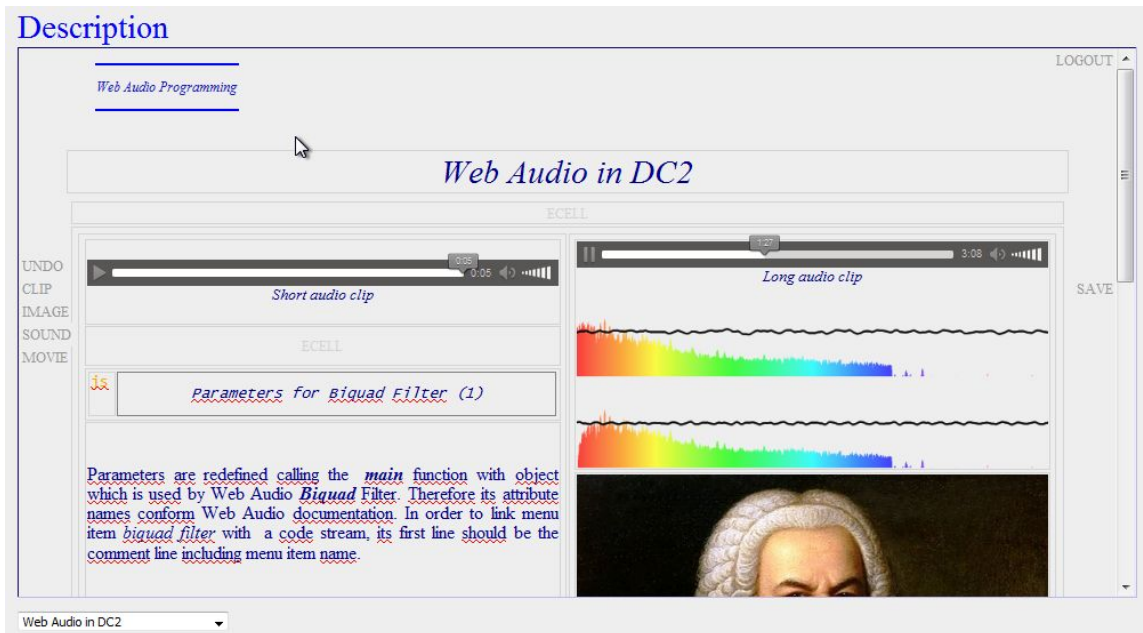 Description
LOGOUT
Web Audio Programming
Web Audio in DC2
ECELL
UNDO
CLIP
IMAGE
SOUND
MOVIE
0:05
0:05
Short audio clip
ECELL
is
Parameters for Biquad Filter (1)
Parameters are redefined calling the main function with object
which is used by Web Audio Biquad Filter. Therefore its attribute
names conform Web Audio documentation. In order to link menu
item biquad filter with a code stream, its first line should be the
comment line including menu item name.
1:27
3:08
Long audio clip
SAVE
Web Audio in DC2